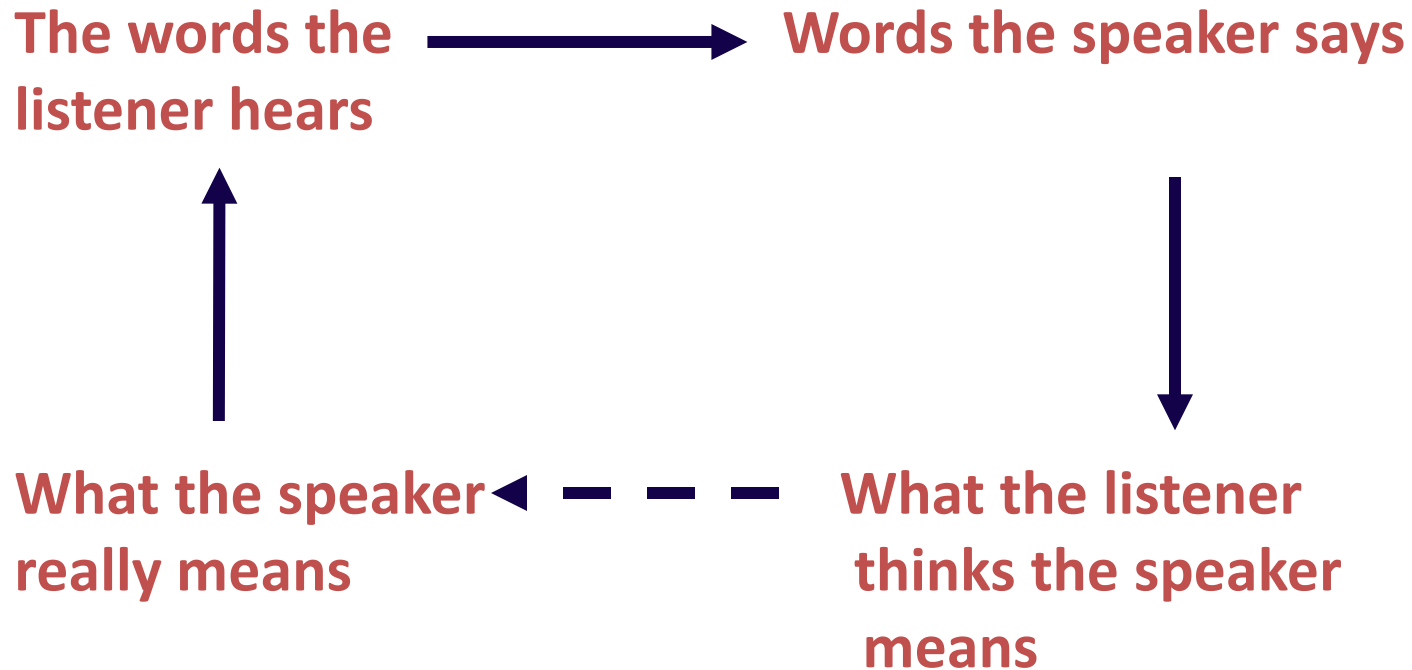 The words the
listener hears
Words the speaker says
What the speaker
really means
What the listener
thinks the speaker
means